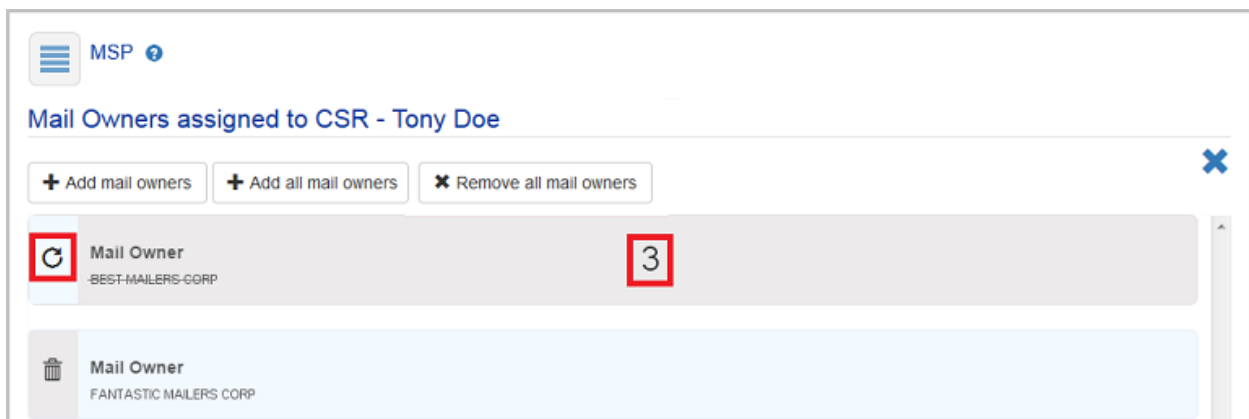 MSP ?
Mail Owners assigned to CSR - Tony Doe
Add mail owners Add all mail owners Remove all mail owners
Mail Owner 3
BEST MAILERS CORP
Mail Owner
FANTASTIC MAILERS CORP